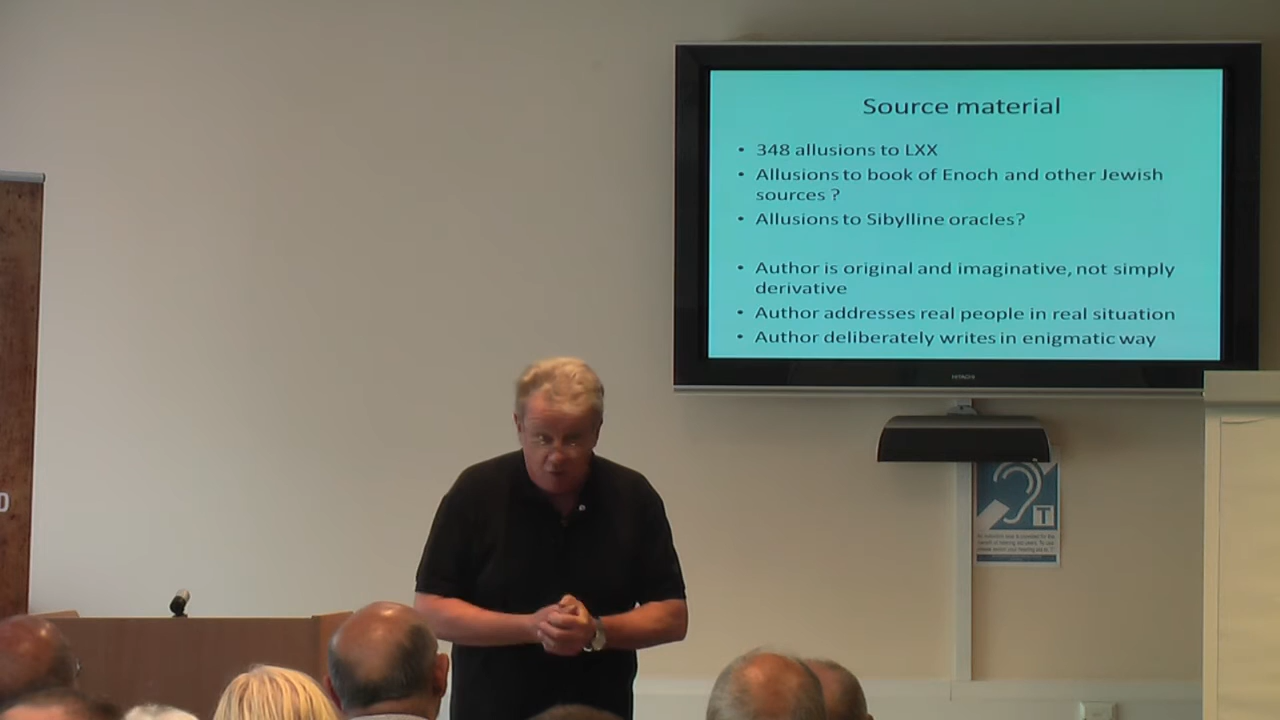 Source material
• 348 allusions to LXX
• Allusions to book of Enoch and other Jewish
sources ?
• Allusions to Sibylline oracles?
• Author is original and imaginative, not simply
derivative
• Author addresses real people in real situation
• Author deliberately writes in enigmatic way
HITACHI
T
D